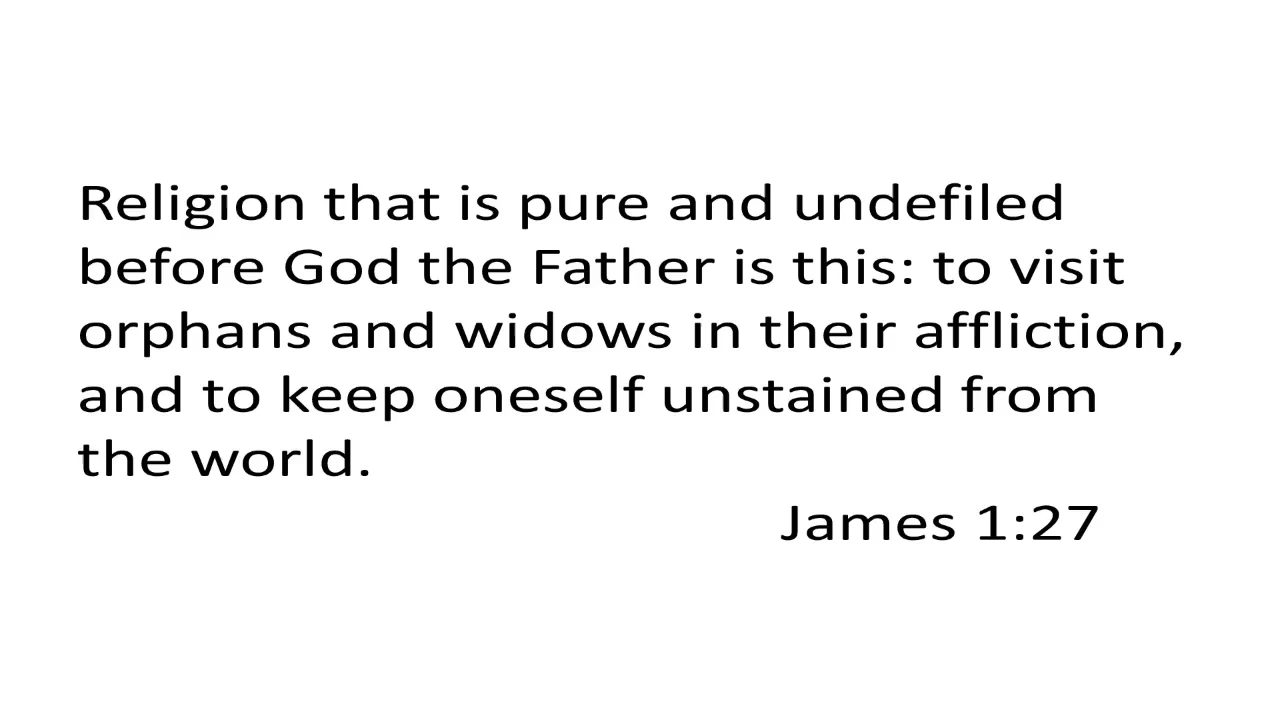 Religion that is pure and undefiled
before God the Father is this: to visit
orphans and widows in their affliction,
and to keep oneself unstained from
the world.
James 1:27